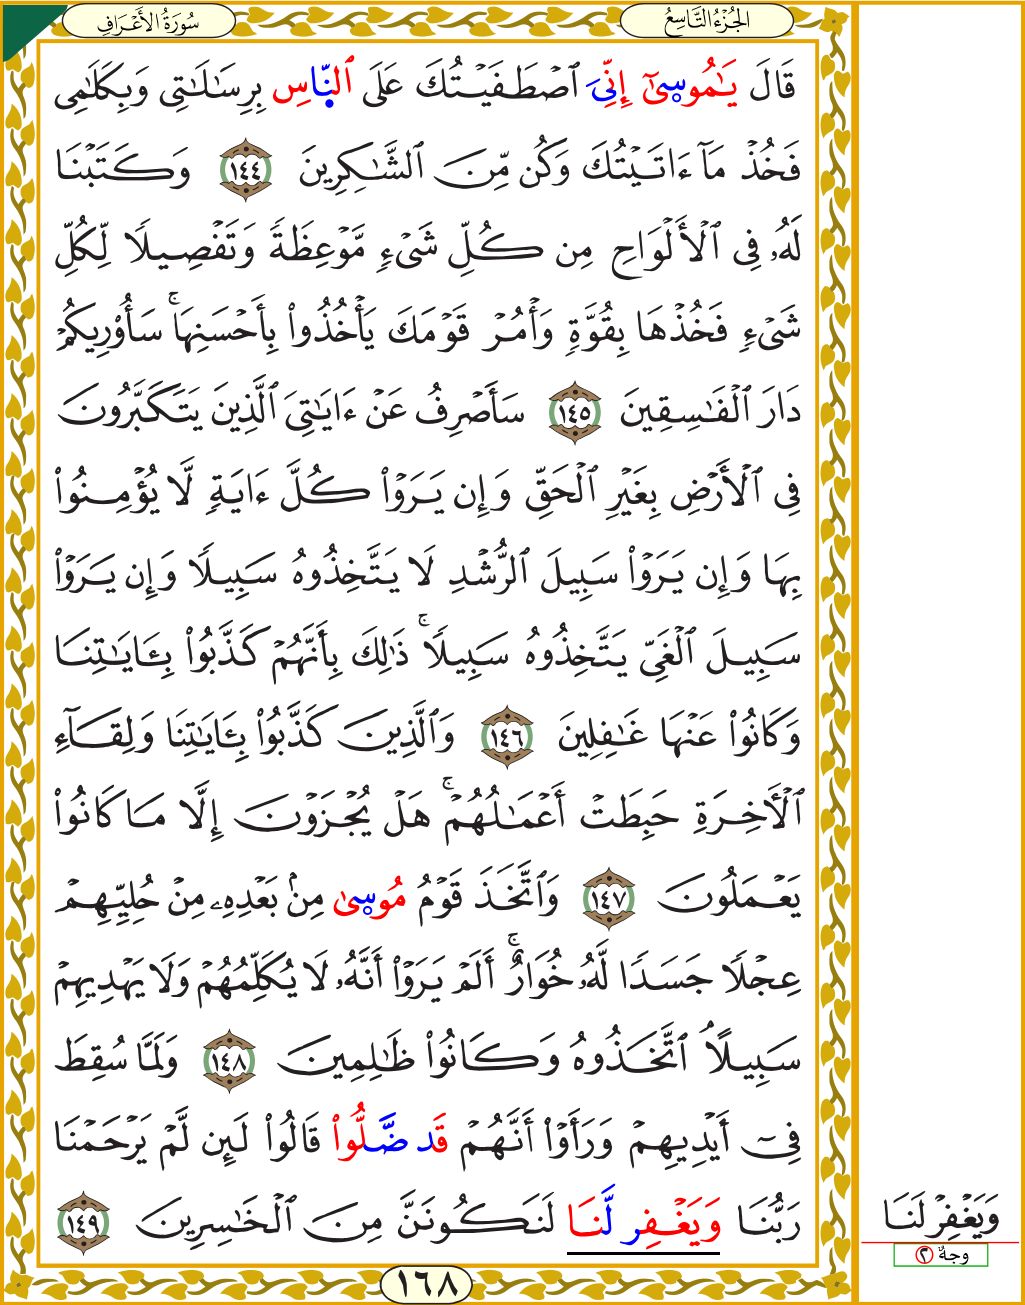 سُورَةُ الأَعْرَافِ
الجُزْءُ التَّاسِعُ
قَالَ يَٰمُوسَىٰٓ إِنِّيَ ٱصْطَفَيْتُكَ عَلَى ٱلنَّاسِ بِرِسَٰلَٰتِي وَبِكَلَٰمِي
فَخُذْ مَآ ءَاتَيْتُكَ وَكُن مِّنَ ٱلشَّٰكِرِينَ ١٤٤ وَكَتَبْنَا
لَهُۥ فِي ٱلْأَلْوَاحِ مِن كُلِّ شَيْءٍ مَّوْعِظَةً وَتَفْصِيلًا لِّكُلِّ
شَيْءٍ فَخُذْهَا بِقُوَّةٍ وَأْمُرْ قَوْمَكَ يَأْخُذُوا۟ بِأَحْسَنِهَا ۚ سَأُو۟رِيكُمْ
دَارَ ٱلْفَٰسِقِينَ ١٤٥ سَأَصْرِفُ عَنْ ءَايَٰتِيَ ٱلَّذِينَ يَتَكَبَّرُونَ
فِي ٱلْأَرْضِ بِغَيْرِ ٱلْحَقِّ وَإِن يَرَوْا۟ كُلَّ ءَايَةٍ لَّا يُؤْمِنُوا۟
بِهَا وَإِن يَرَوْا۟ سَبِيلَ ٱلرُّشْدِ لَا يَتَّخِذُوهُ سَبِيلًا وَإِن يَرَوْا۟
سَبِيلَ ٱلْغَيِّ يَتَّخِذُوهُ سَبِيلًا ۚ ذَٰلِكَ بِأَنَّهُمْ كَذَّبُوا۟ بِـَٔايَٰتِنَا
وَكَانُوا۟ عَنْهَا غَٰفِلِينَ ١٤٦ وَٱلَّذِينَ كَذَّبُوا۟ بِـَٔايَٰتِنَا وَلِقَآءِ
ٱلْأَخِرَةِ حَبِطَتْ أَعْمَٰلُهُمْ ۚ هَلْ يُجْزَوْنَ إِلَّا مَا كَانُوا۟
يَعْمَلُونَ ١٤٧ وَٱتَّخَذَ قَوْمُ مُوسَىٰ مِنۢ بَعْدِهِۦ مِنْ حُلِيِّهِمْ
عِجْلًا جَسَدًا لَّهُۥ خُوَارٌ ۚ أَلَمْ يَرَوْا۟ أَنَّهُۥ لَا يُكَلِّمُهُمْ وَلَا يَهْدِيهِمْ
سَبِيلًا ۘ ٱتَّخَذُوهُ وَكَانُوا۟ ظَٰلِمِينَ ١٤٨ وَلَمَّا سُقِطَ
فِيٓ أَيْدِيهِمْ وَرَأَوْا۟ أَنَّهُمْ قَد ضَّلُّوا۟ قَالُوا۟ لَئِن لَّمْ يَرْحَمْنَا
رَبُّنَا وَيَغْفِر لَّنَا لَنَكُونَنَّ مِنَ ٱلْخَٰسِرِينَ ١٤٩
وَيَغْفِرْ لَنَا
وجهٌ ٢
١٦٨